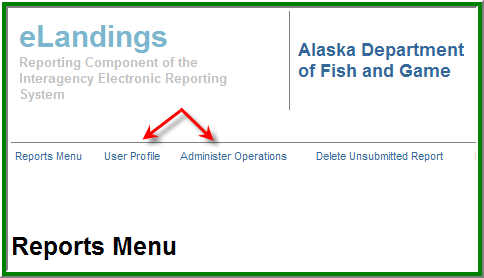 eLandings
Reporting Component of the
Interagency Electronic Reporting
System
Alaska Department
of Fish and Game
Reports Menu User Profile Administer Operations Delete Unsubmitted Report
Reports Menu